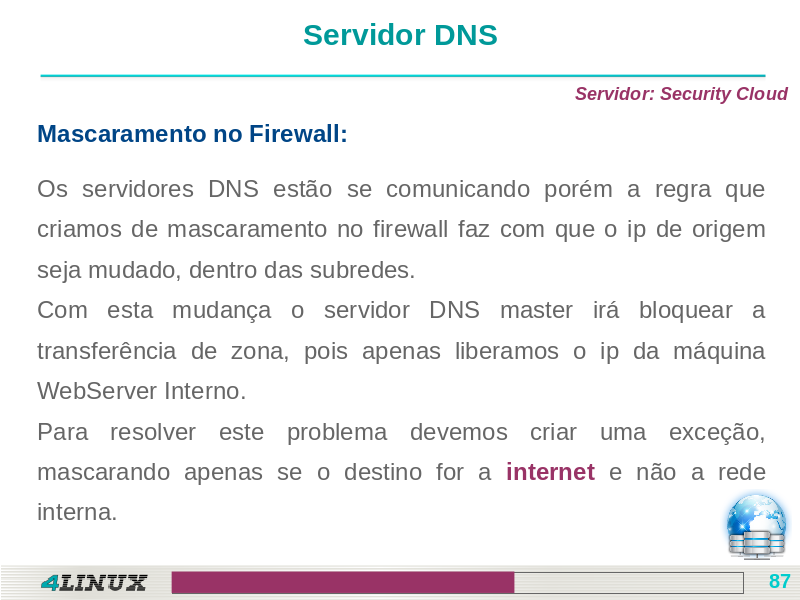 Servidor DNS
Servidor: Security Cloud
Mascaramento no Firewall:
Os servidores DNS estão se comunicando porém a regra que
criamos de mascaramento no firewall faz com que o ip de origem
seja mudado, dentro das subredes.
Com esta mudança o servidor DNS master irá bloquear a
transferência de zona, pois apenas liberamos o ip da máquina
WebServer Interno.
Para resolver este problema devemos criar uma exceção,
mascarando apenas se o destino for a internet e não a rede
interna.
4LINUX
87